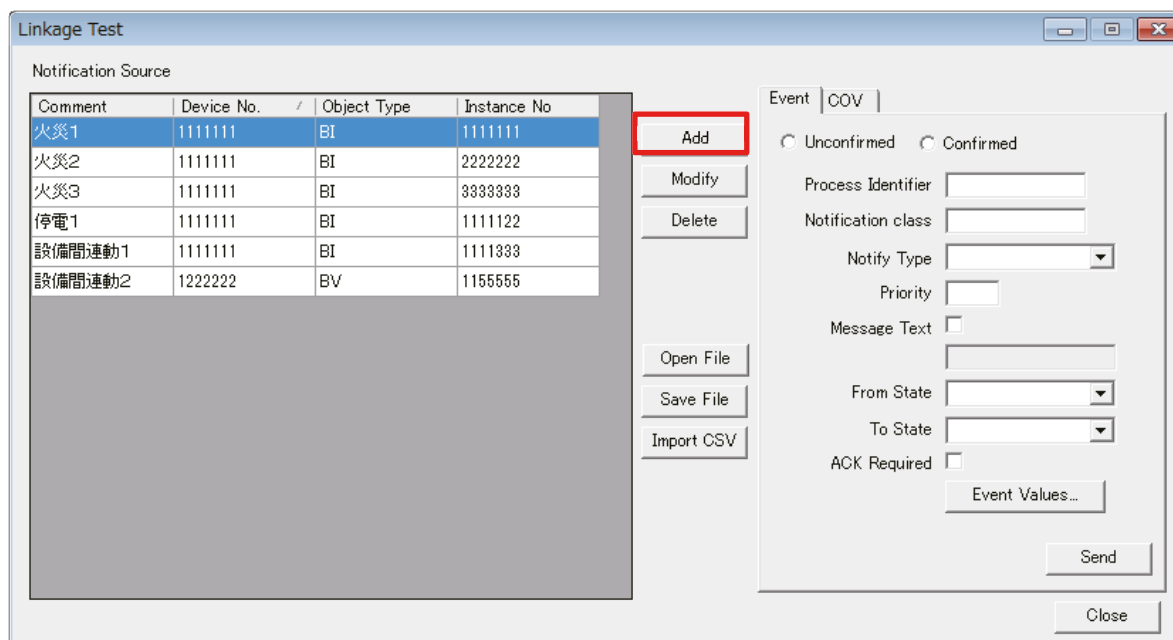 Linkage Test
Notification Source
Comment Device No. Object Type Instance No
火災1 1111111 BI 1111111
火災2 1111111 BI 2222222
火災3 1111111 BI 3333333
停電1 1111111 BI 1111122
設備間連動1 1111111 BI 1111333
設備間連動2 1222222 BV 1155555
Add
Modify
Delete
Open File
Save File
Import CSV
Event COV
Unconfirmed Confirmed
Process Identifier
Notification class
Notify Type
Priority
Message Text
From State
To State
ACK Required
Event Values...
Send
Close